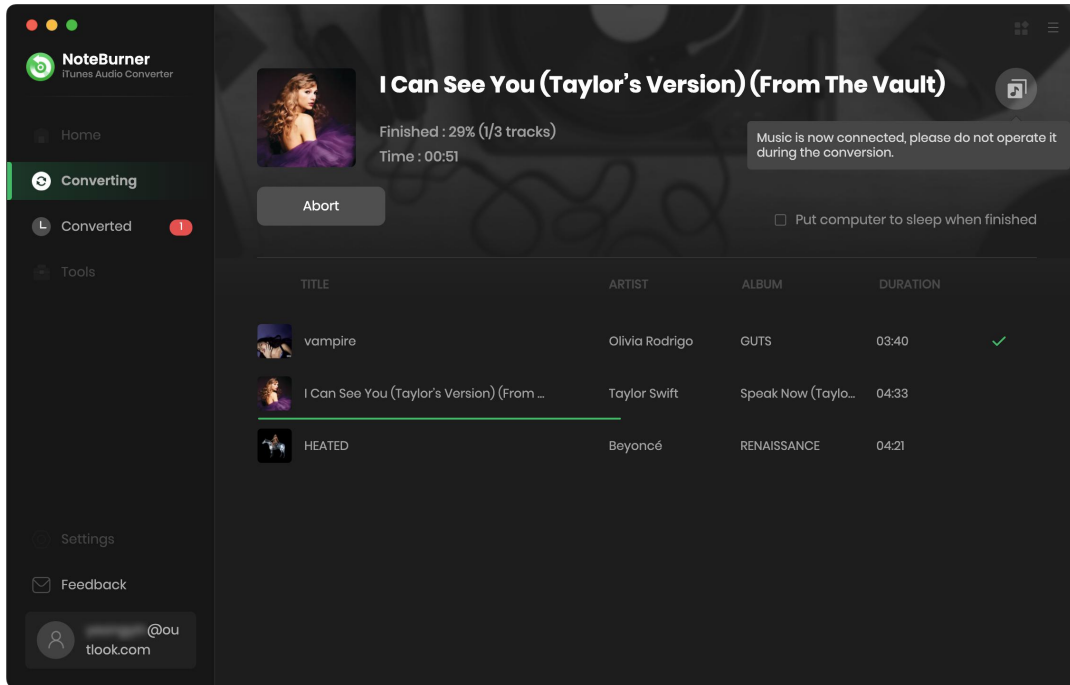 NoteBurner
iTunes Audio Converter
Home
Converting
Converted 1
Tools
Settings
Feedback
@ou
tlook.com
I Can See You (Taylor's Version) (From The Vault)
Finished : 29% (1/3 tracks)
Time : 00:51
Music is now connected, please do not operate it
during the conversion.
Abort
Put computer to sleep when finished
TITLE ARTIST ALBUM DURATION
vampire Olivia Rodrigo GUTS 03:40
I Can See You (Taylor's Version) (From ... Taylor Swift Speak Now (Taylo... 04:33
HEATED Beyoncé RENAISSANCE 04:21